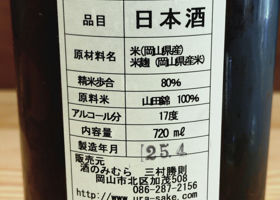 品目 日本酒
原材料名 米(岡山県産)
米麹 (岡山県産米)
精米歩合 80%
原料米 山田錦 100%
アルコール分 17度
内容量 720 mℓ
製造年月 25.4
販売元
酒のみむら 三村勝則
岡山市北区加茂508
086-287-2156
http://www.ura-sake.com/